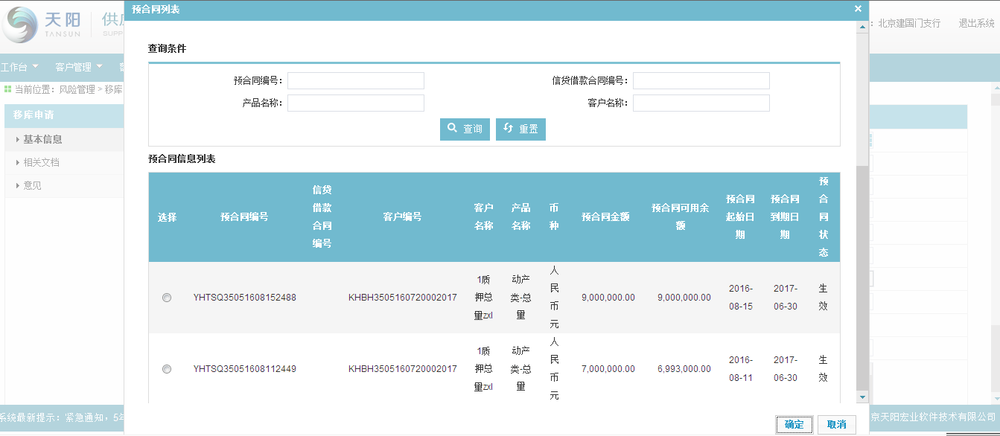 预合同列表
天阳
TANSUN
供应
SUPP
北京建国门支行
退出系统
工作台
客户管理
当前位置：风险管理 > 移库
移库申请
基本信息
相关文档
意见
查询条件
预合同编号：
信贷借款合同编号：
产品名称：
客户名称：
查询
重置
预合同信息列表
选择
预合同编号
信贷
借款
合同
编号
客户编号
客户
名称
产品
名称
币
种
预合同金额
预合同可用余
额
预合同
起始日
期
预合同
到期日
期
预
合
同
状
态
YHTSQ35051608152488
KHBH3505160720002017
1质
押总
量zxl
动产
类-总
量
人
民
币
元
9,000,000.00
9,000,000.00
2016-
08-15
2017-
06-30
生
效
YHTSQ35051608112449
KHBH3505160720002017
1质
押总
量zxl
动产
类-总
量
人
民
币
元
7,000,000.00
6,993,000.00
2016-
08-11
2017-
06-30
生
效
系统最新提示：紧急通知，5年
京天阳宏业软件技术有限公司
确定
取消